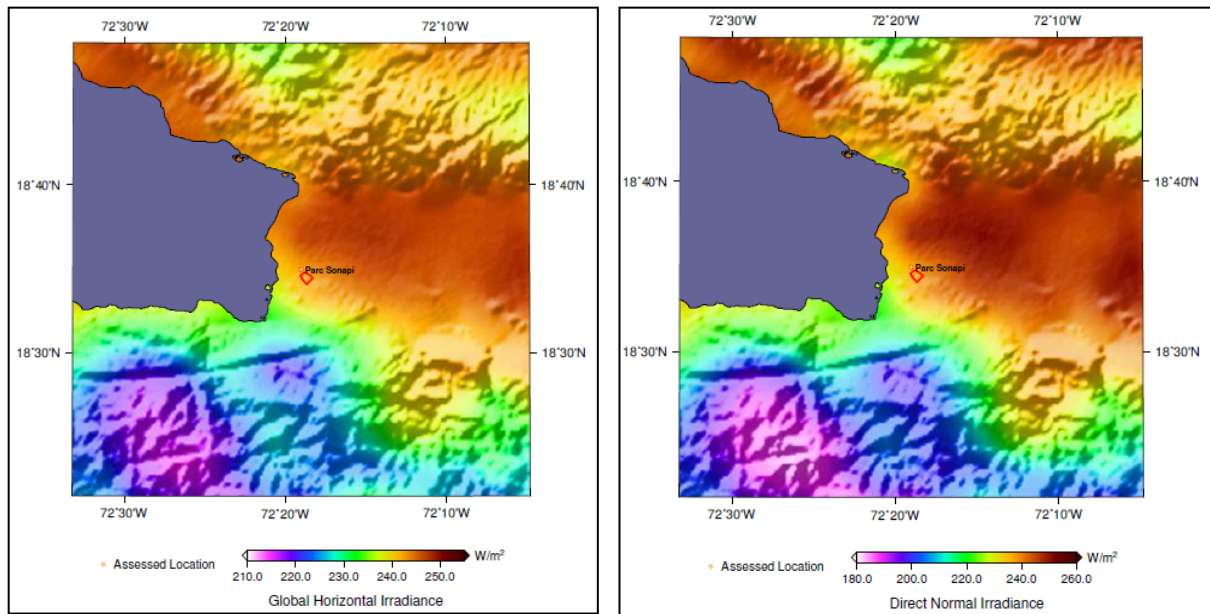 72°30'W 72°20'W 72°10'W
18°40'N 18°40'N
Parc Sonapi
18°30'N 18°30'N
72°30'W 72°20'W 72°10'W
Assessed Location
W/m²
210.0 220.0 230.0 240.0 250.0
Global Horizontal Irradiance
72°30'W 72°20'W 72°10'W
18°40'N 18°40'N
Parc Sonapi
18°30'N 18°30'N
72°30'W 72°20'W 72°10'W
Assessed Location
W/m²
180.0 200.0 220.0 240.0 260.0
Direct Normal Irradiance